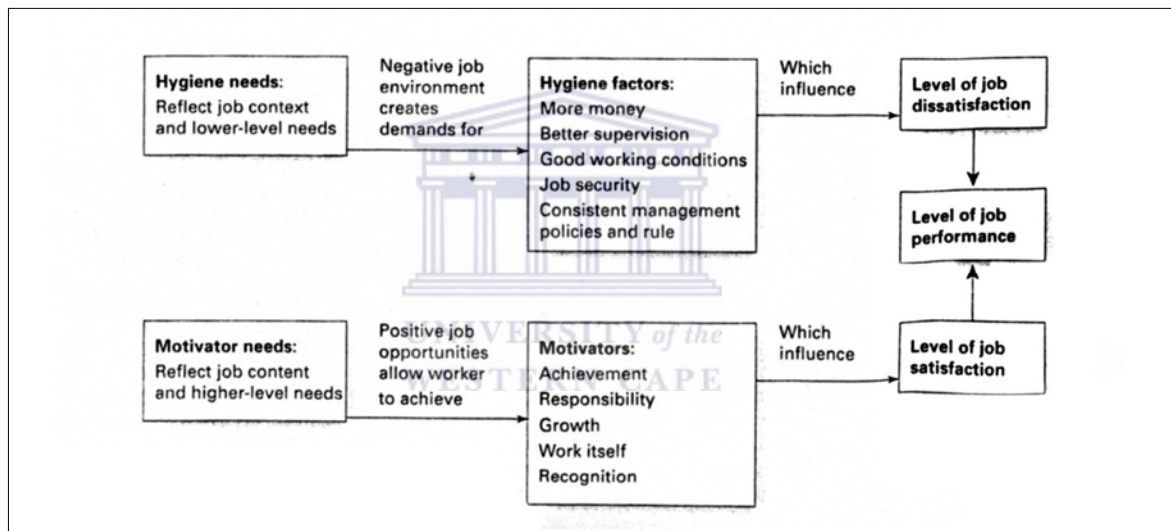 Hygiene needs:
Reflect job context
and lower-level needs
Negative job
environment
creates
demands for
Hygiene factors:
More money
Better supervision
Good working conditions
Job security
Consistent management
policies and rule
Which
influence
Level of job
dissatisfaction
Level of job
performance
Motivator needs:
Reflect job content
and higher-level needs
Positive job
opportunities
allow worker
to achieve
Motivators:
Achievement
Responsibility
Growth
Work itself
Recognition
Which
influence
Level of job
satisfaction
UNIVERSITY of the
WESTERN CAPE